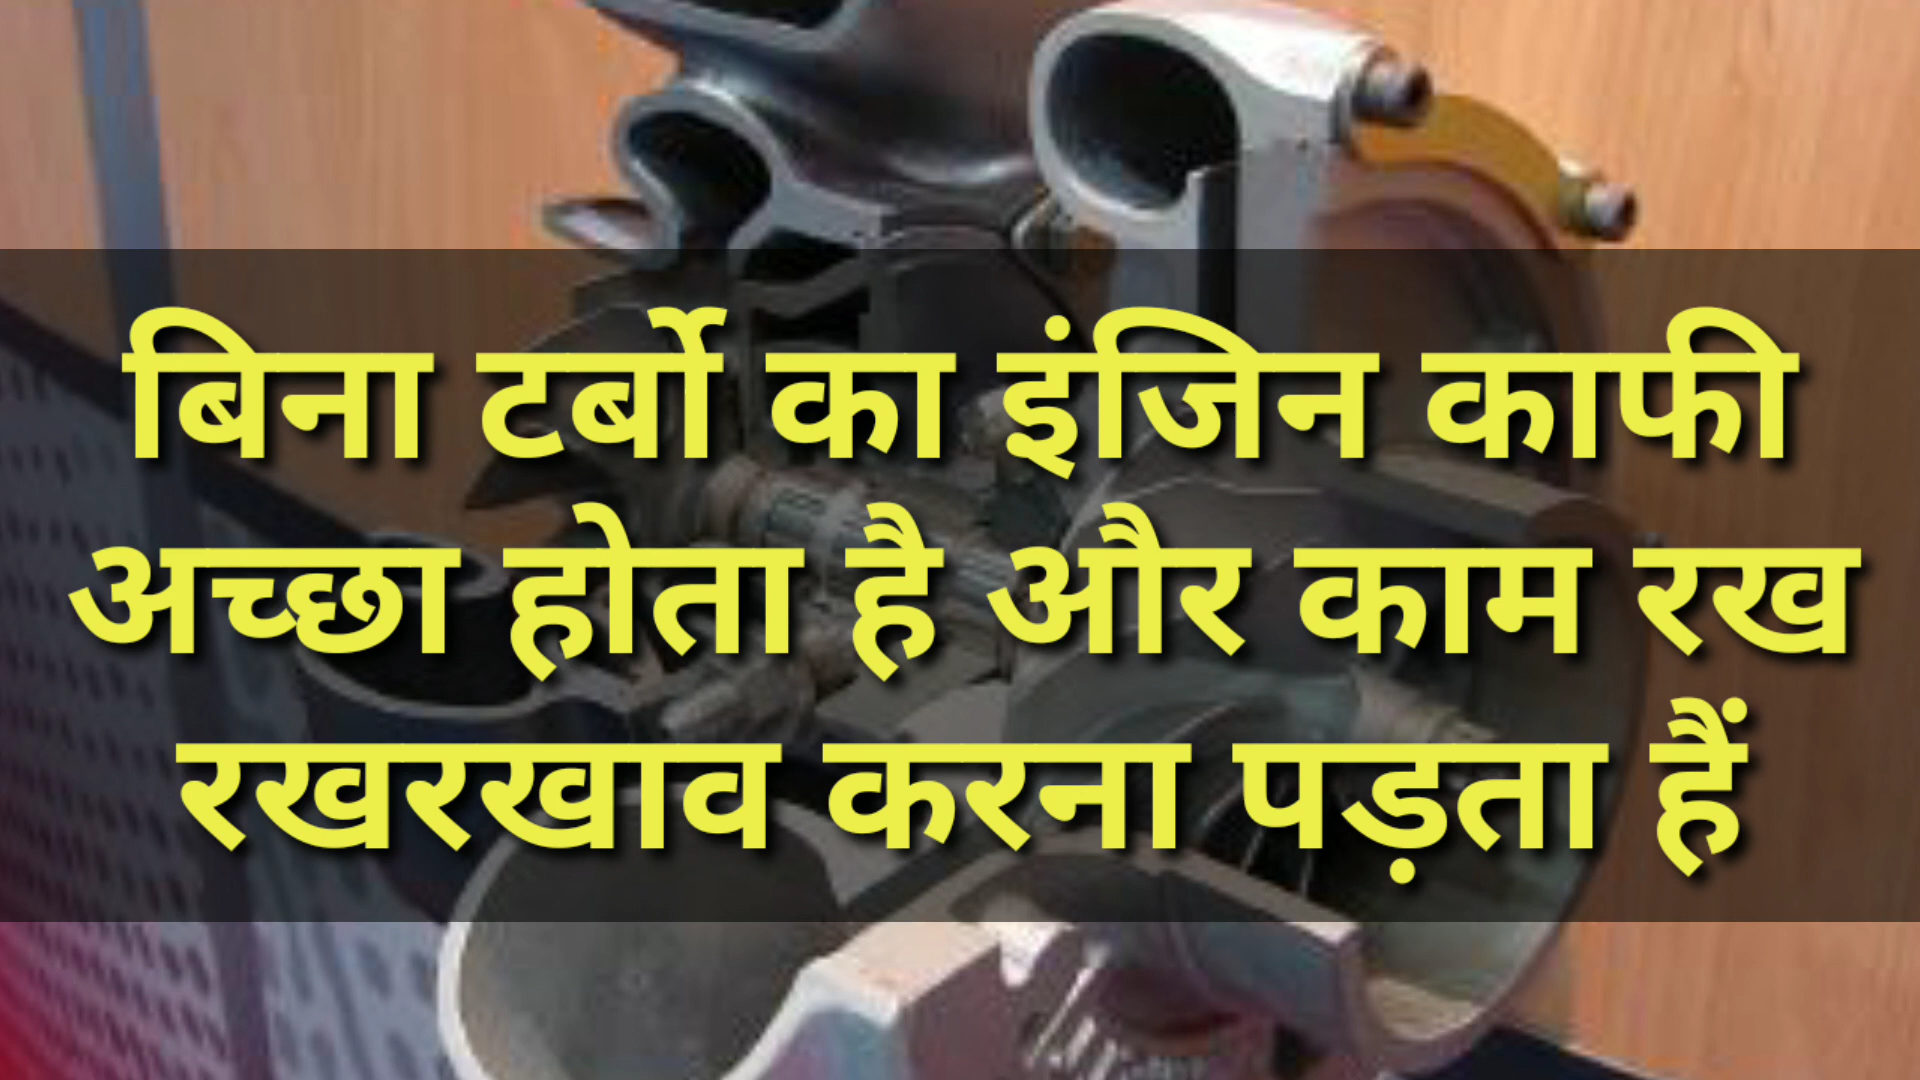 बिना टर्बो का इंजिन काफी
अच्छा होता है और काम रख
रखरखाव करना पड़ता हैं